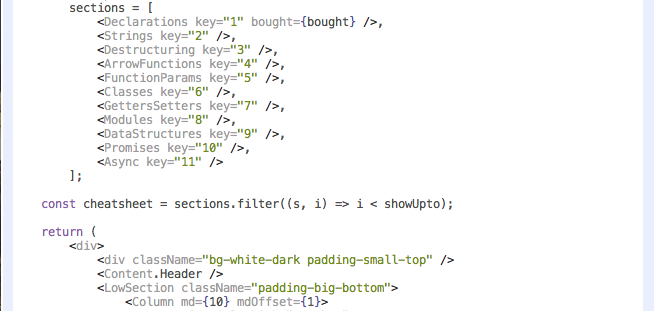 sections = [
<Declarations key="1" bought={bought} />,
<Strings key="2" />,
<Destructuring key="3" />,
<ArrowFunctions key="4" />,
<FunctionParams key="5" />,
<Classes key="6" />,
<GettersSetters key="7" />,
<Modules key="8" />,
<DataStructures key="9" />,
<Promises key="10" />,
<Async key="11" />
];
const cheatsheet = sections.filter((s, i) => i < showUpto);
return (
<div>
<div className="bg-white-dark padding-small-top" />
<Content.Header />
<LowSection className="padding-big-bottom">
<Column md={10} mdOffset={1}>